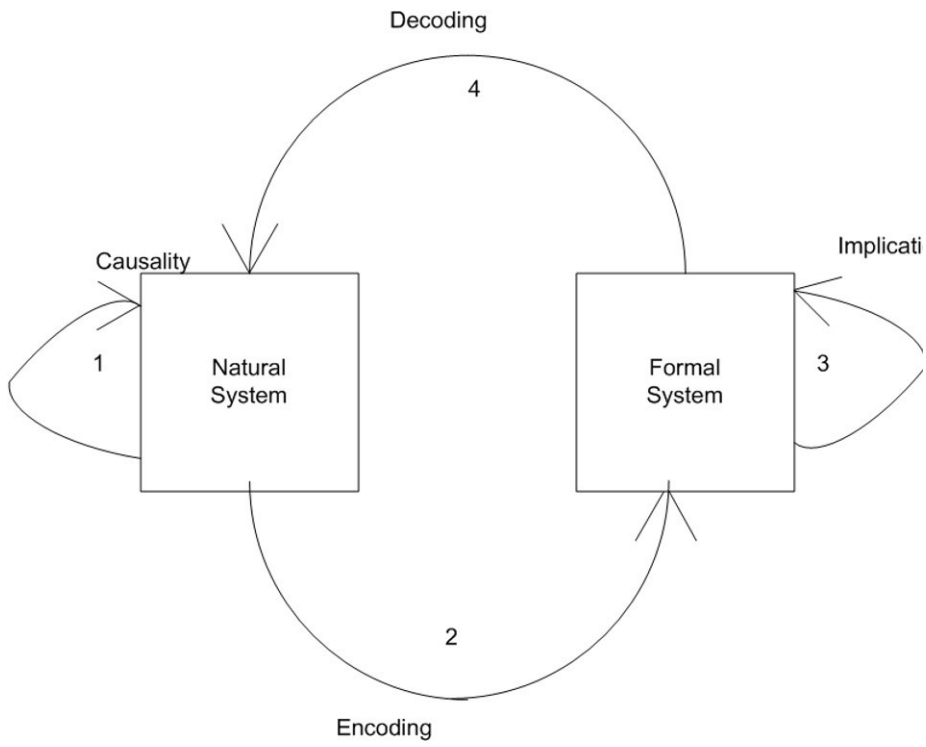 Decoding
4
Causality
Implicati
1
Natural
System
Formal
System
3
2
Encoding